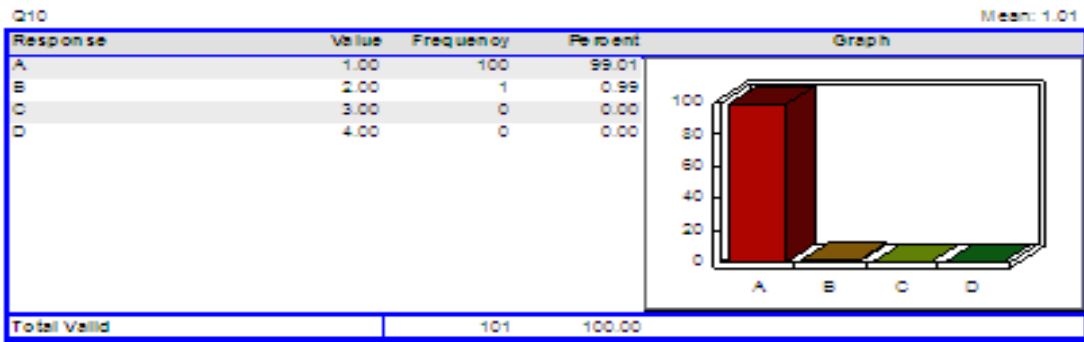 Q10 Mean: 1.01
Response Value Frequency Percent Graph
A 1.00 100 99.01
B 2.00 1 0.99
C 3.00 0 0.00
D 4.00 0 0.00
100
80
60
40
20
0
A B C D
Total Valid 101 100.00